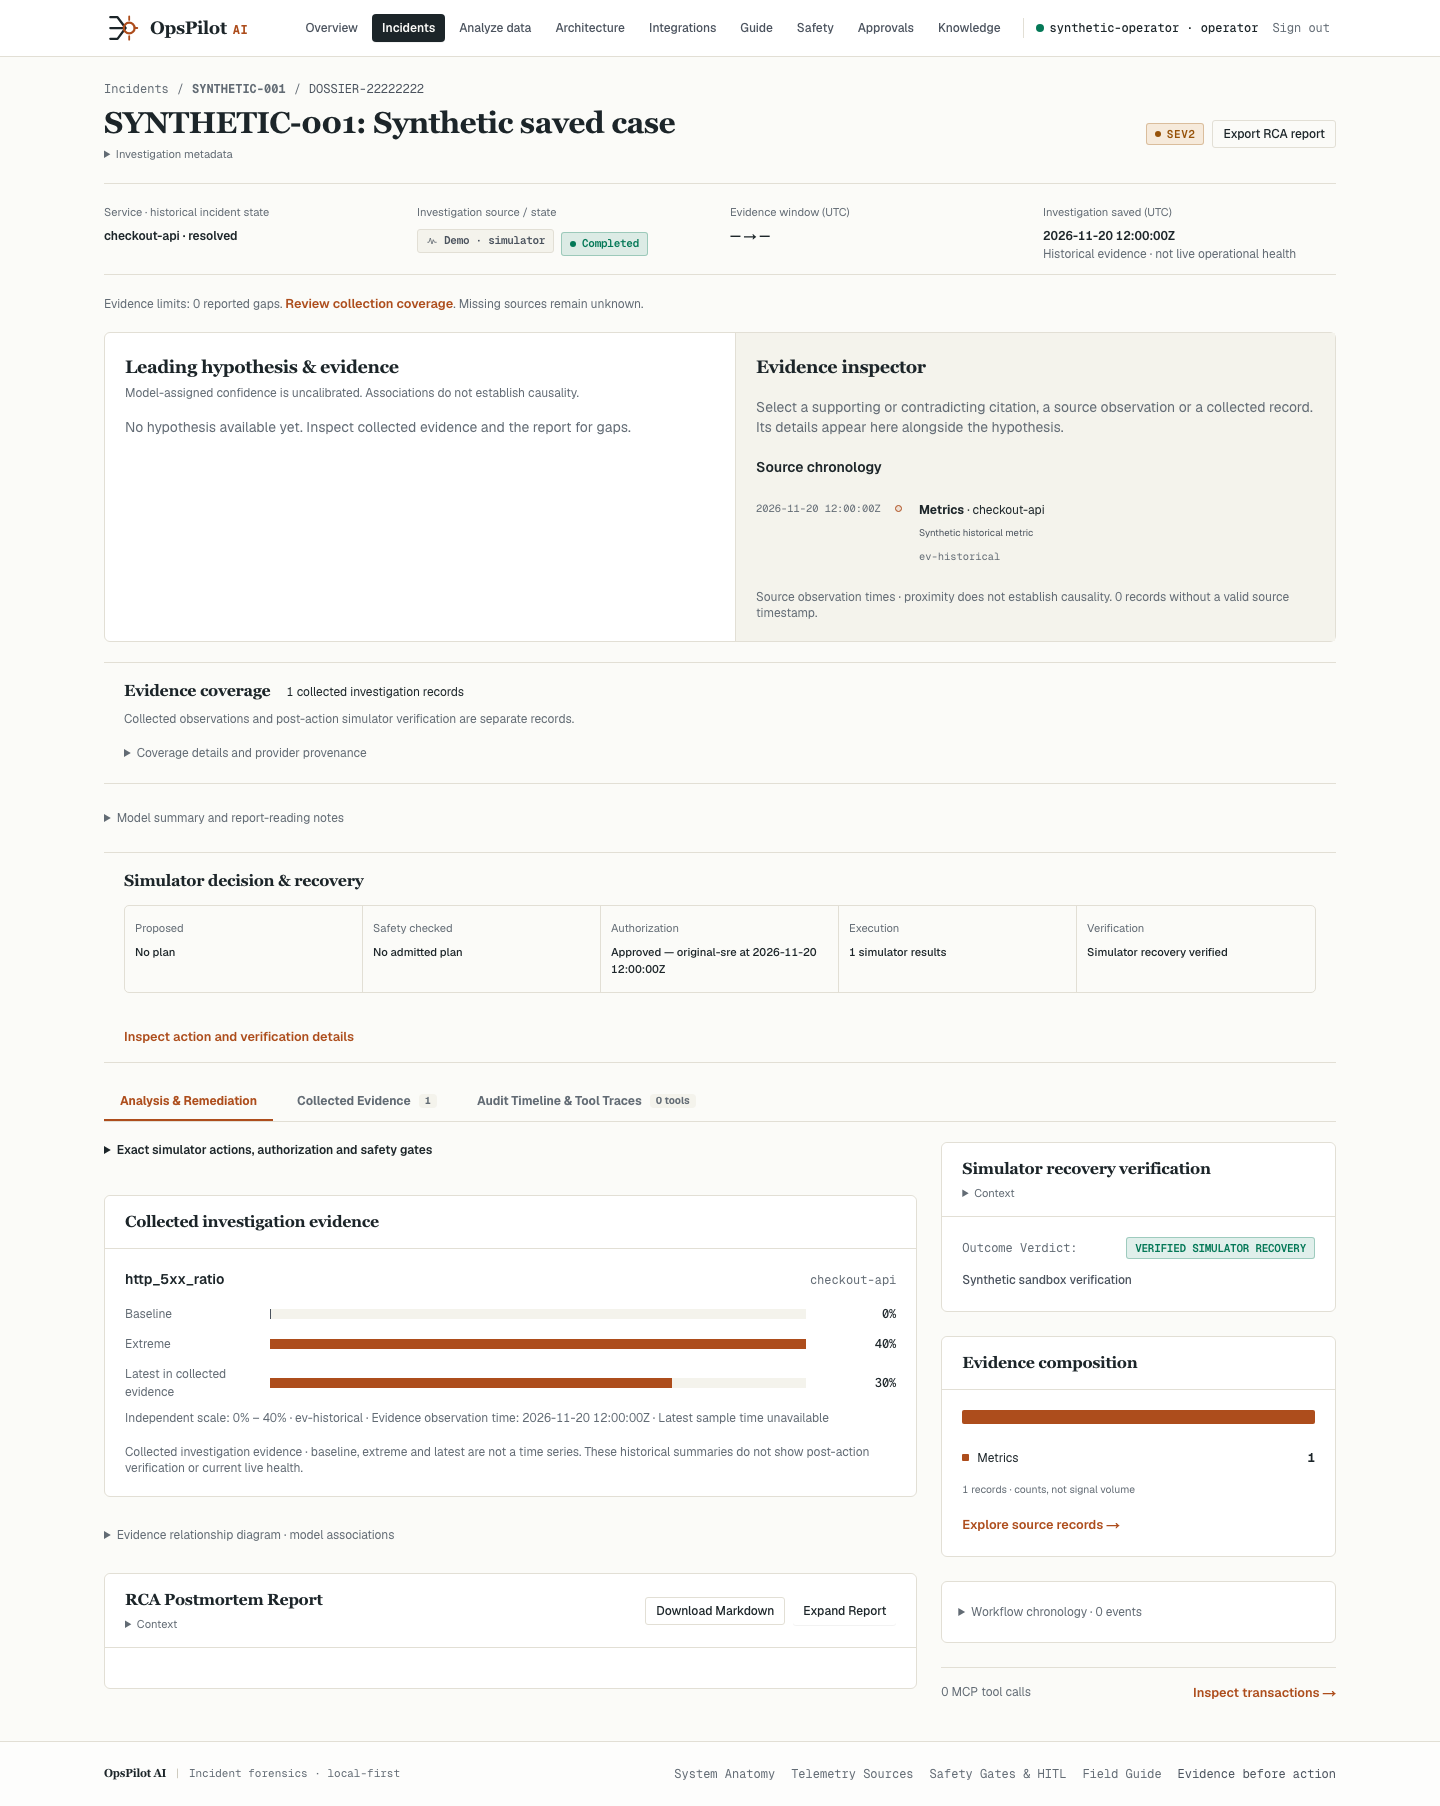 OpsPilot AI
Overview Incidents Analyze data Architecture Integrations Guide Safety Approvals Knowledge synthetic-operator · operator Sign out
Incidents / SYNTHETIC-001 / DOSSIER-22222222
SYNTHETIC-001: Synthetic saved case
SEV2 Export RCA report
Investigation metadata
Service · historical incident state
checkout-api · resolved
Investigation source / state
Demo · simulator Completed
Evidence window (UTC)
— → —
Investigation saved (UTC)
2026-11-20 12:00:00Z
Historical evidence · not live operational health
Evidence limits: 0 reported gaps. Review collection coverage. Missing sources remain unknown.
Leading hypothesis & evidence
Model-assigned confidence is uncalibrated. Associations do not establish causality.
No hypothesis available yet. Inspect collected evidence and the report for gaps.
Evidence inspector
Select a supporting or contradicting citation, a source observation or a collected record.
Its details appear here alongside the hypothesis.
Source chronology
2026-11-20 12:00:00Z Metrics · checkout-api
Synthetic historical metric
ev-historical
Source observation times · proximity does not establish causality. 0 records without a valid source
timestamp.
Evidence coverage 1 collected investigation records
Collected observations and post-action simulator verification are separate records.
Coverage details and provider provenance
Model summary and report-reading notes
Simulator decision & recovery
Proposed
No plan
Safety checked
No admitted plan
Authorization
Approved — original-sre at 2026-11-20
12:00:00Z
Execution
1 simulator results
Verification
Simulator recovery verified
Inspect action and verification details
Analysis & Remediation Collected Evidence 1 Audit Timeline & Tool Traces 0 tools
Exact simulator actions, authorization and safety gates
Collected investigation evidence
http_5xx_ratio checkout-api
Baseline 0%
Extreme 40%
Latest in collected
evidence 30%
Independent scale: 0% – 40% · ev-historical · Evidence observation time: 2026-11-20 12:00:00Z · Latest sample time unavailable
Collected investigation evidence · baseline, extreme and latest are not a time series. These historical summaries do not show post-action
verification or current live health.
Evidence relationship diagram · model associations
RCA Postmortem Report
Context
Download Markdown Expand Report
Simulator recovery verification
Context
Outcome Verdict: VERIFIED SIMULATOR RECOVERY
Synthetic sandbox verification
Evidence composition
Metrics 1
1 records · counts, not signal volume
Explore source records →
Workflow chronology · 0 events
0 MCP tool calls Inspect transactions →
OpsPilot AI Incident forensics · local-first System Anatomy Telemetry Sources Safety Gates & HITL Field Guide Evidence before action